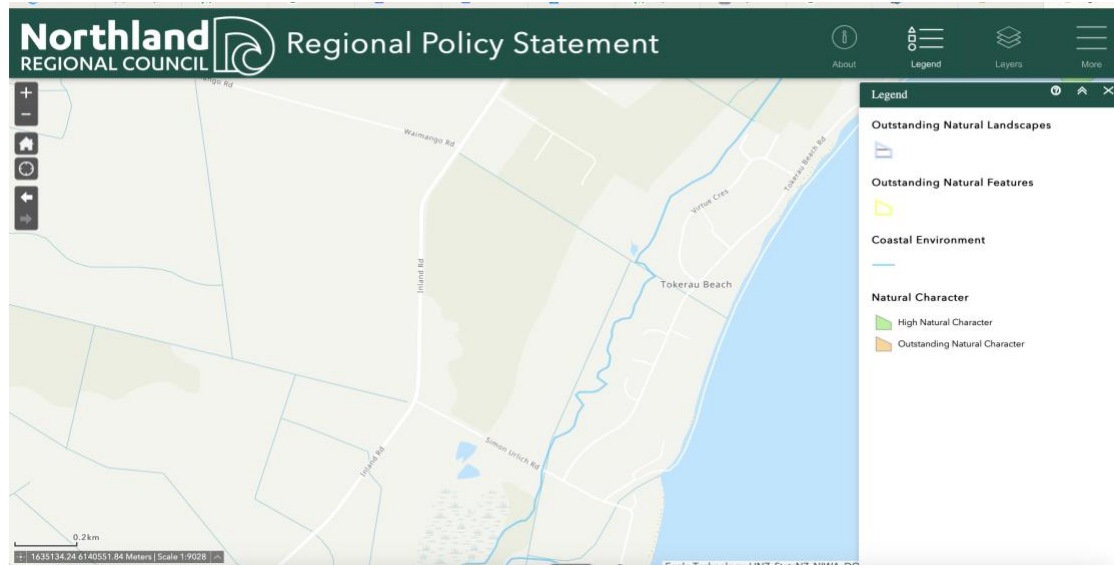 Northland
REGIONAL COUNCIL
Regional Policy Statement
About
Legend
Layers
More
Legend
Outstanding Natural Landscapes
Outstanding Natural Features
Coastal Environment
Natural Character
High Natural Character
Outstanding Natural Character
Waimango Rd
Tokerau Beach Rd
Virtue Cres
Inland Rd
Tokerau Beach
Simon Urlich Rd
Inland Rd
0.2km
1635134.24 6140551.84 Meters | Scale 1:9028